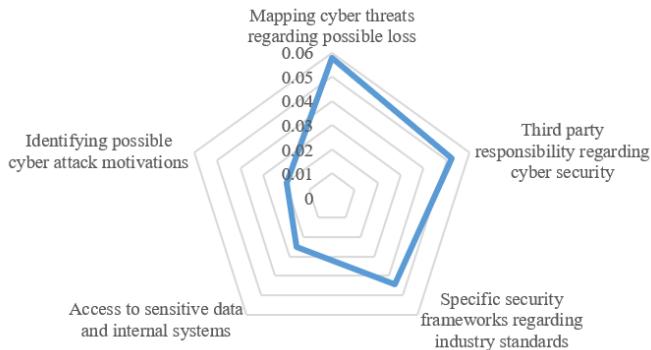 Mapping cyber threats
regarding possible loss
0.06
0.05
0.04
0.03
0.02
0.01
0
Third party
responsibility regarding
cyber security
Specific security
frameworks regarding
industry standards
Access to sensitive data
and internal systems
Identifying possible
cyber attack motivations